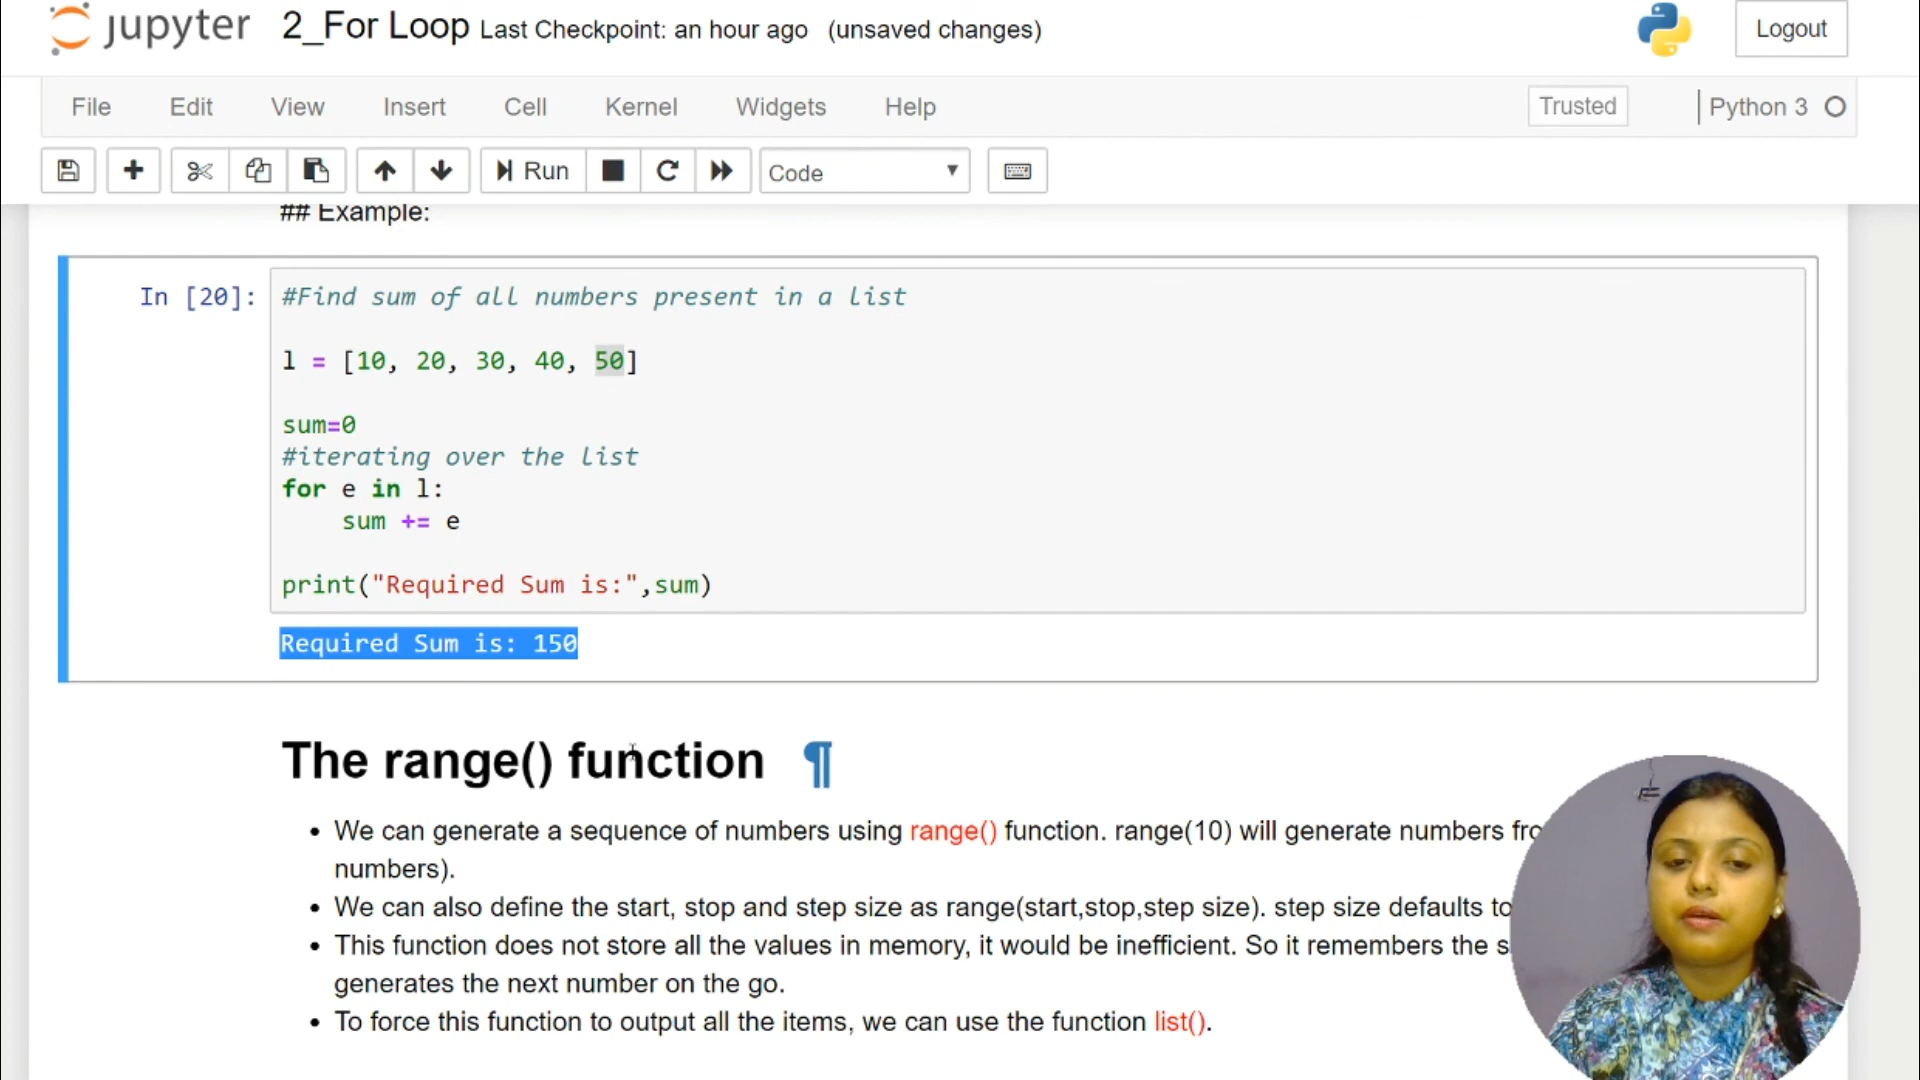 jupyter 2_For Loop Last Checkpoint: an hour ago (unsaved changes) Logout
File Edit View Insert Cell Kernel Widgets Help Trusted Python 3
Run Code
## Example:
In [20]: #Find sum of all numbers present in a list
l = [10, 20, 30, 40, 50]
sum=0
#iterating over the list
for e in l:
    sum += e
print("Required Sum is:",sum)
Required Sum is: 150
The range() function ¶
• We can generate a sequence of numbers using range() function. range(10) will generate numbers
numbers).
• We can also define the start, stop and step size as range(start,stop,step size). step size defaults to
• This function does not store all the values in memory, it would be inefficient. So it remembers the
generates the next number on the go.
• To force this function to output all the items, we can use the function list().